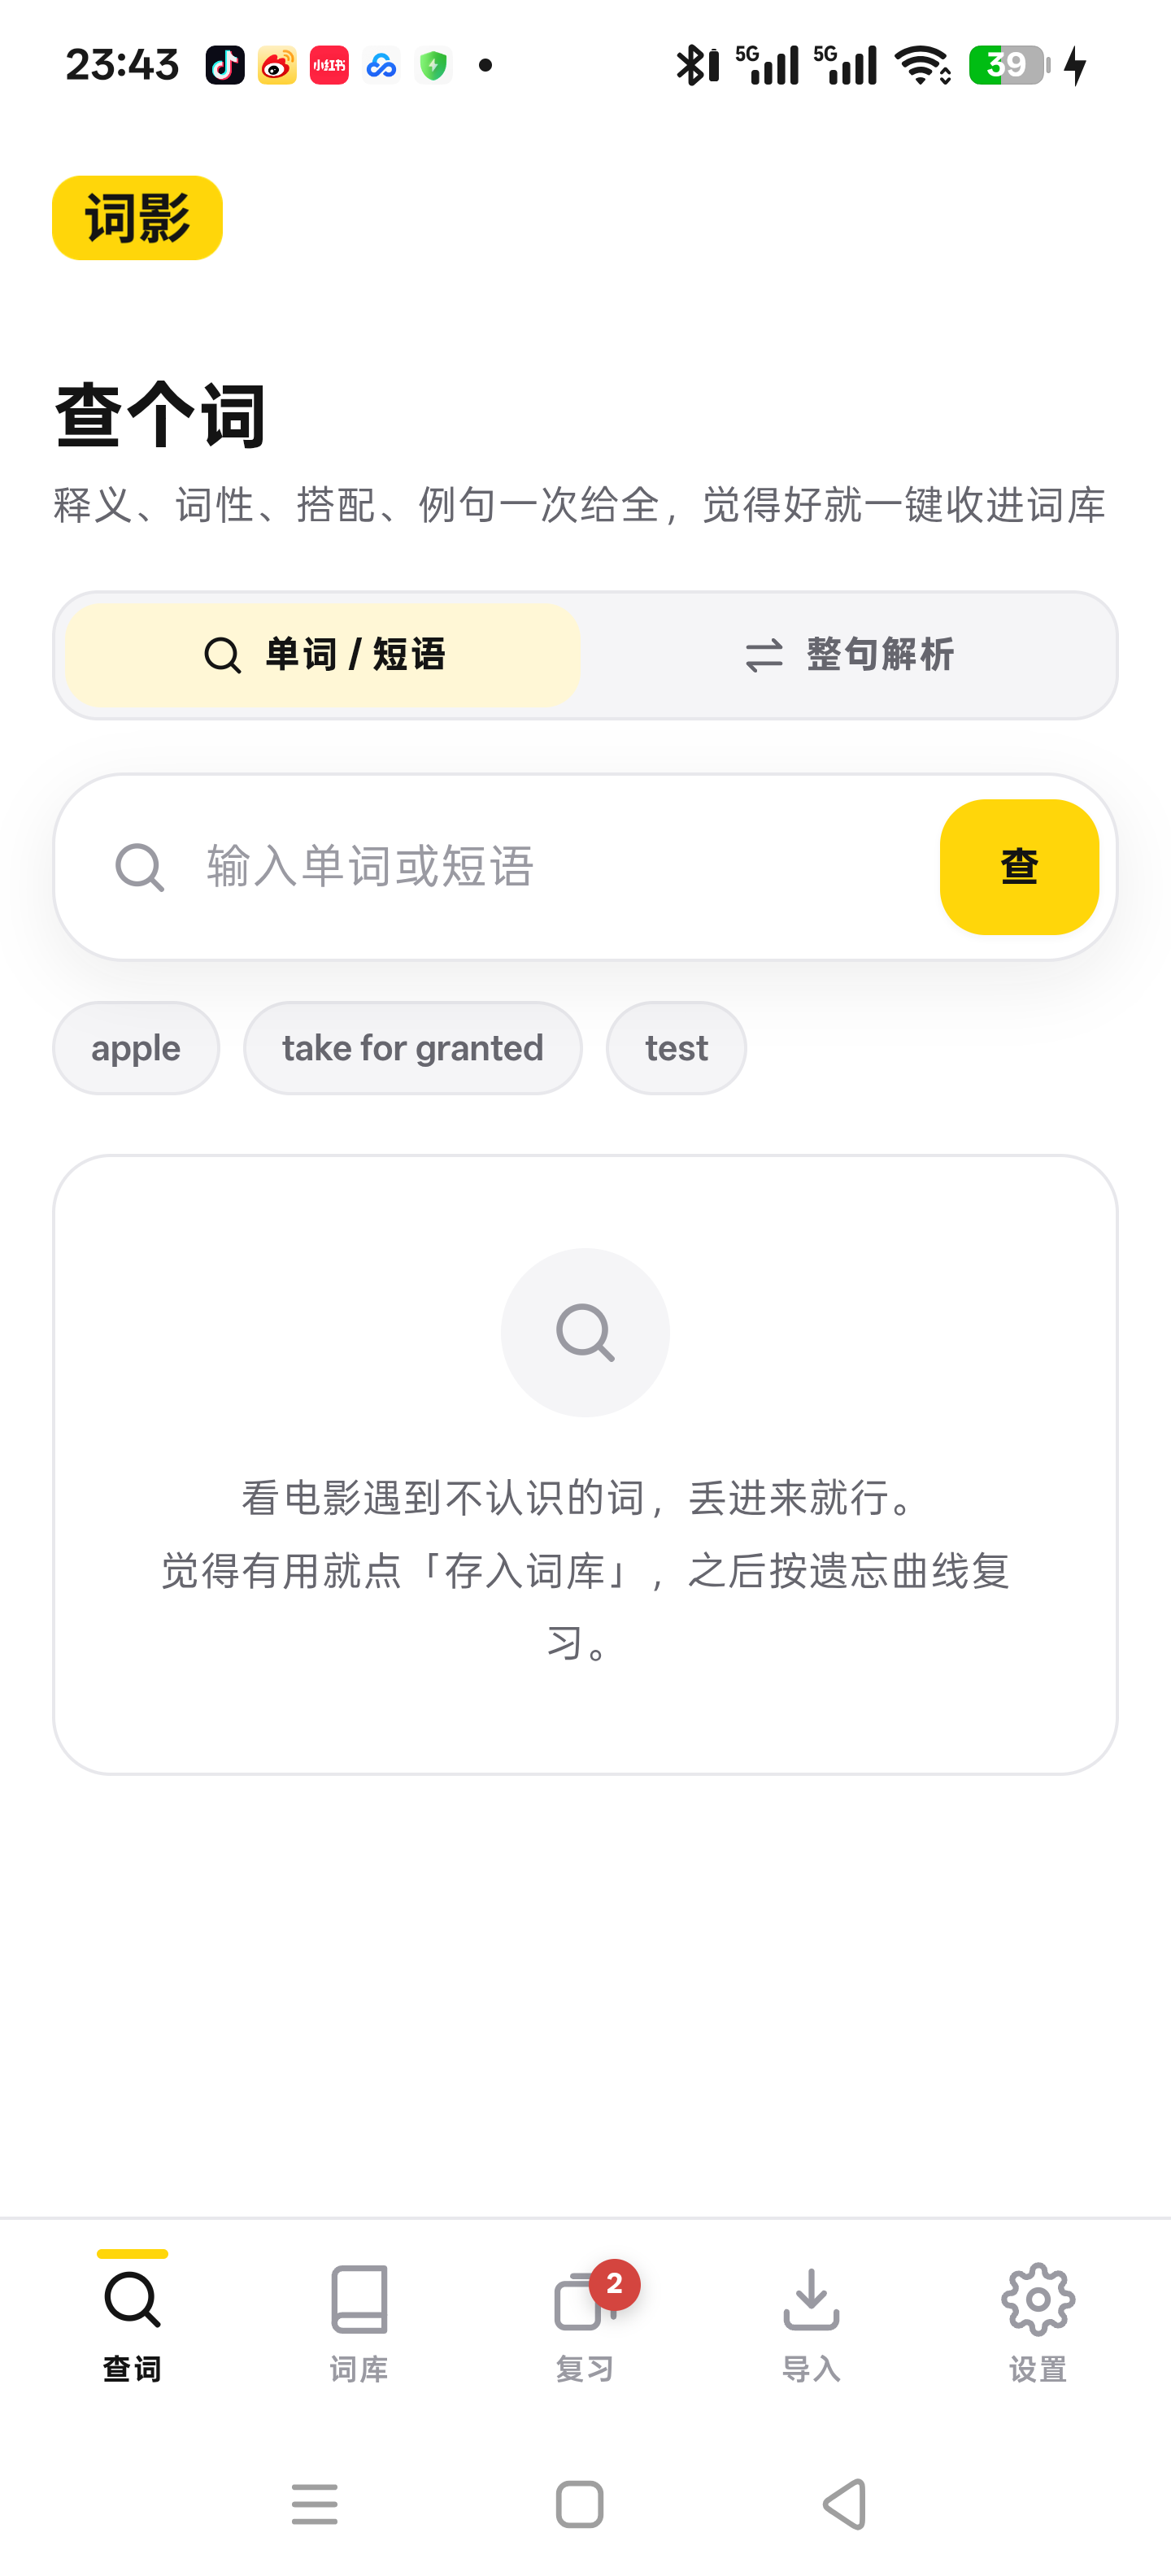 23:43
小红书
5G
5G
39
词影
查个词
释义、词性、搭配、例句一次给全，觉得好就一键收进词库
单词 / 短语
整句解析
输入单词或短语
查
apple
take for granted
test
看电影遇到不认识的词，丢进来就行。
觉得有用就点「存入词库」，之后按遗忘曲线复
习。
2
查词
词库
复习
导入
设置